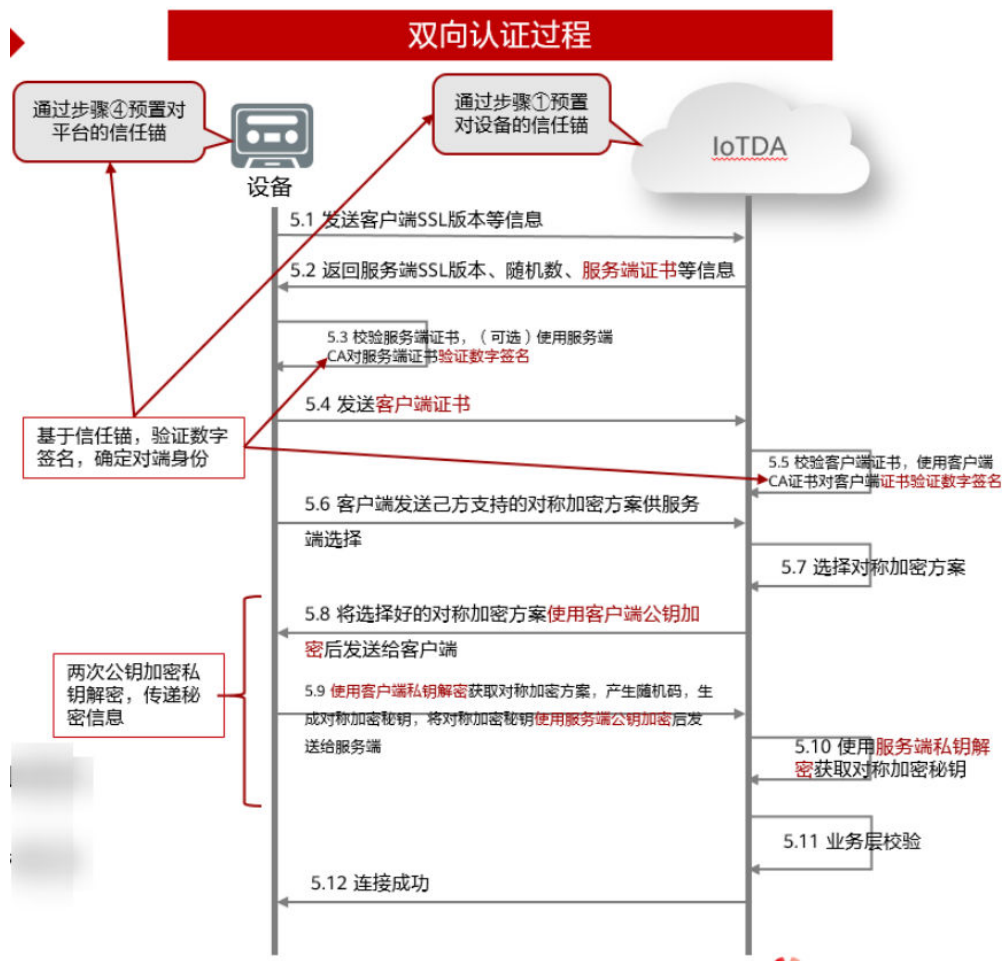 双向认证过程
通过步骤④预置对
平台的信任锚
通过步骤①预置
对设备的信任锚
IoTDA
设备
5.1 发送客户端SSL版本等信息
5.2 返回服务端SSL版本、随机数、服务端证书等信息
5.3 校验服务端证书，（可选）使用服务端
CA对服务端证书验证数字签名
5.4 发送客户端证书
基于信任锚，验证数字
签名，确定对端身份
5.5 校验客户端证书，使用客户端
CA证书对客户端证书验证数字签名
5.6 客户端发送己方支持的对称加密方案供服务
端选择
5.7 选择对称加密方案
5.8 将选择好的对称加密方案使用客户端公钥加
密后发送给客户端
两次公钥加密私
钥解密，传递秘
密信息
5.9 使用客户端私钥解密获取对称加密方案，产生随机码，生
成对称加密秘钥，将对称加密秘钥使用服务端公钥加密后发
送给服务端
5.10 使用服务端私钥解
密获取对称加密秘钥
5.11 业务层校验
5.12 连接成功